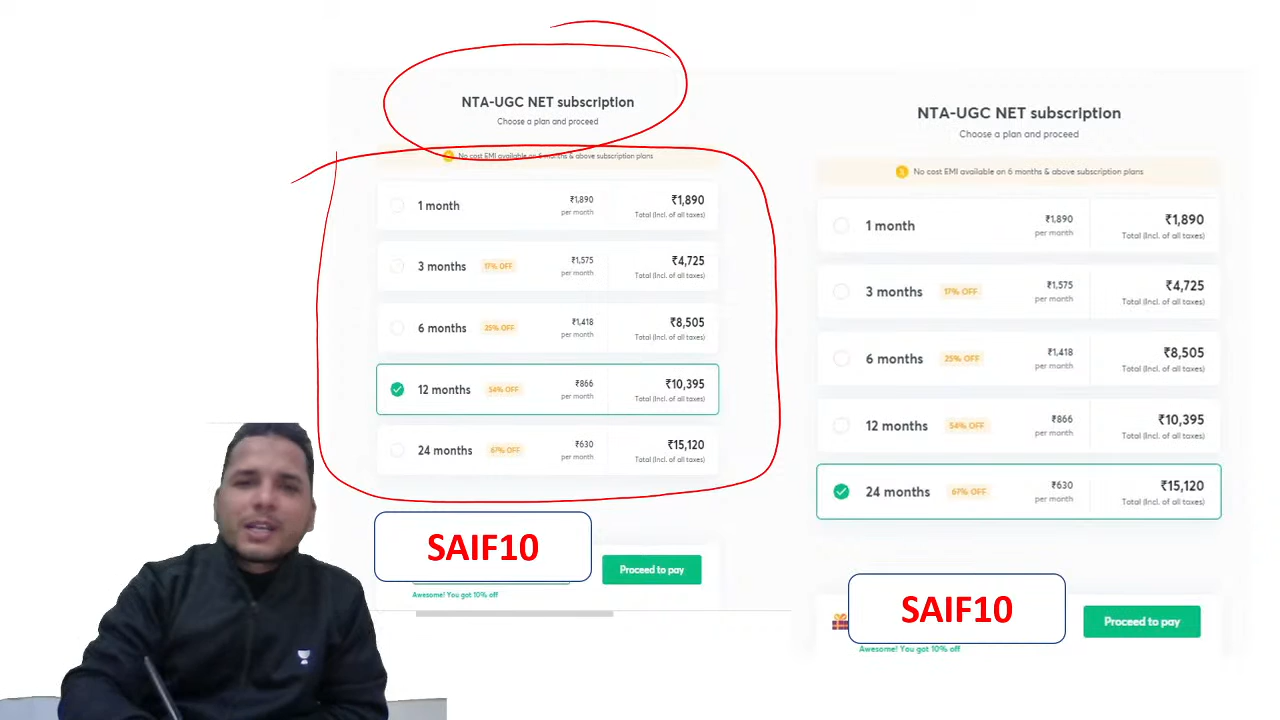 NTA-UGC NET subscription
Choose a plan and proceed
No cost EMI available on 6 months & above subscription plans
1 month ₹1,890 per month ₹1,890 Total (Incl. of all taxes)
3 months 17% OFF ₹1,575 per month ₹4,725 Total (Incl. of all taxes)
6 months 25% OFF ₹1,418 per month ₹8,505 Total (Incl. of all taxes)
12 months 54% OFF ₹866 per month ₹10,395 Total (Incl. of all taxes)
24 months 67% OFF ₹630 per month ₹15,120 Total (Incl. of all taxes)
SAIF10
Proceed to pay
Awesome! You got 10% off
NTA-UGC NET subscription
Choose a plan and proceed
No cost EMI available on 6 months & above subscription plans
1 month ₹1,890 per month ₹1,890 Total (Incl. of all taxes)
3 months 17% OFF ₹1,575 per month ₹4,725 Total (Incl. of all taxes)
6 months 25% OFF ₹1,418 per month ₹8,505 Total (Incl. of all taxes)
12 months 54% OFF ₹866 per month ₹10,395 Total (Incl. of all taxes)
24 months 67% OFF ₹630 per month ₹15,120 Total (Incl. of all taxes)
SAIF10
Proceed to pay
Awesome! You got 10% off